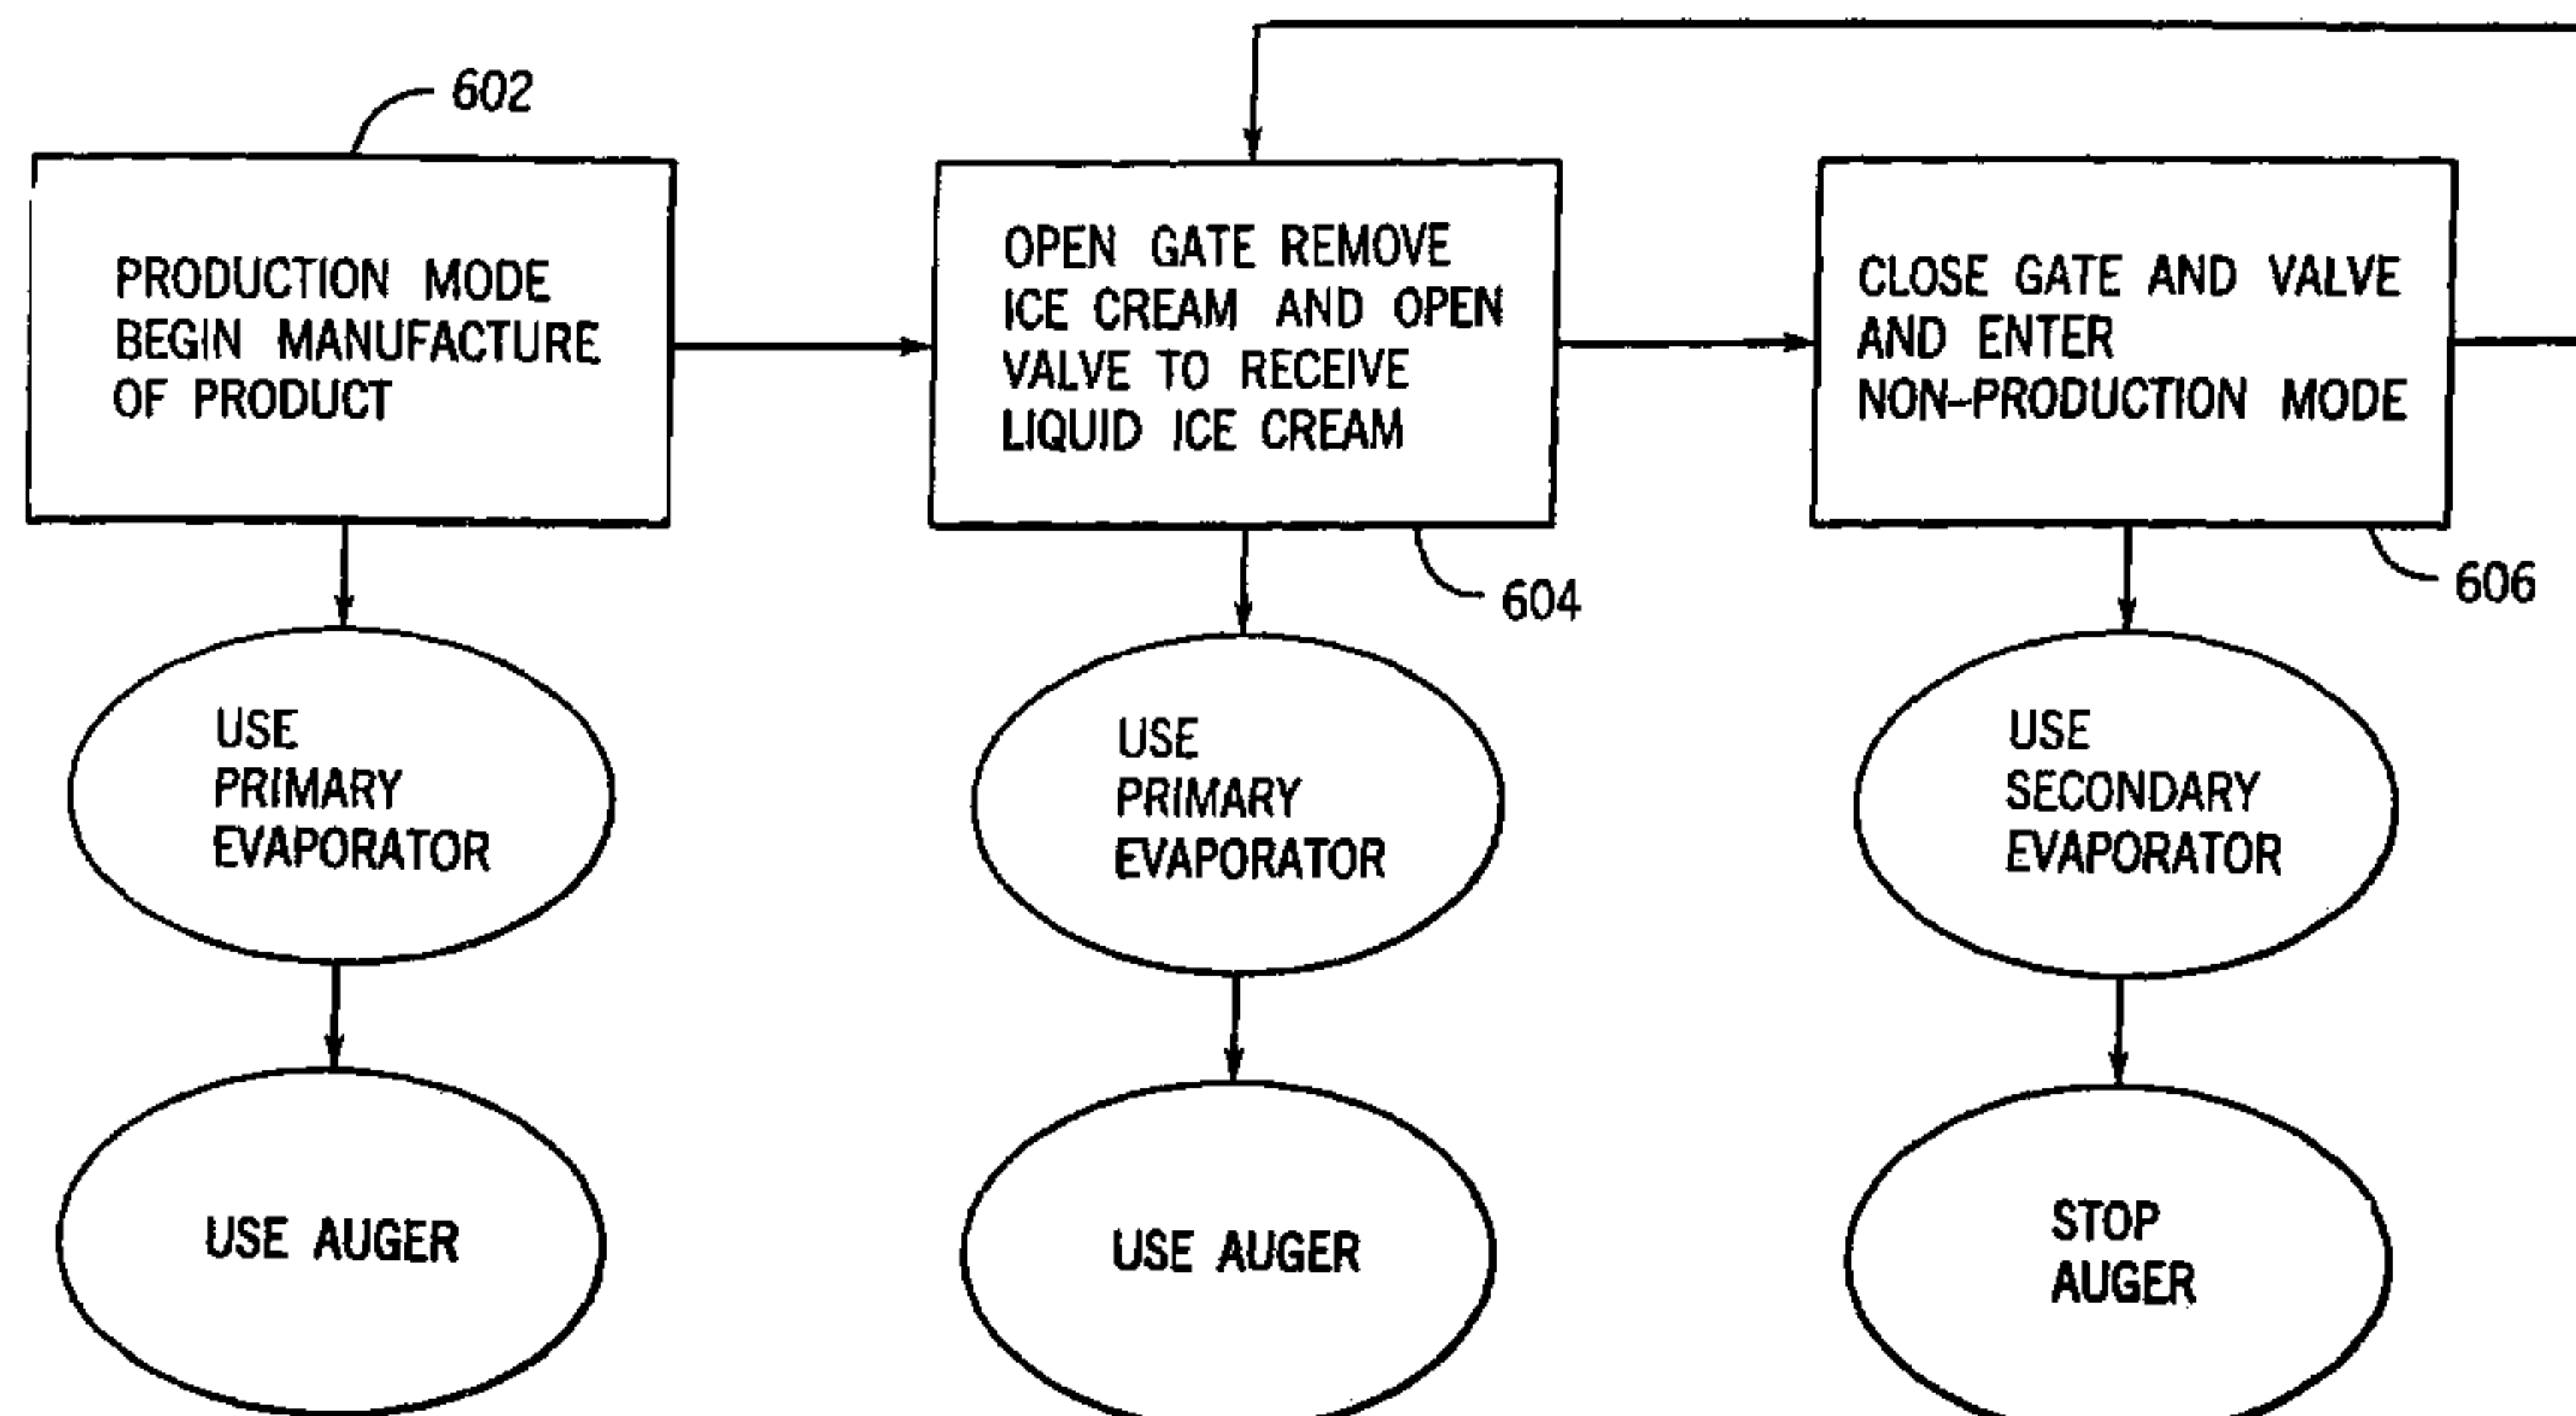 602
PRODUCTION MODE
BEGIN MANUFACTURE
OF PRODUCT
OPEN GATE REMOVE
ICE CREAM AND OPEN
VALVE TO RECEIVE
LIQUID ICE CREAM
CLOSE GATE AND VALVE
AND ENTER
NON-PRODUCTION MODE
604
606
USE
PRIMARY
EVAPORATOR
USE
PRIMARY
EVAPORATOR
USE
SECONDARY
EVAPORATOR
USE AUGER
USE AUGER
STOP
AUGER